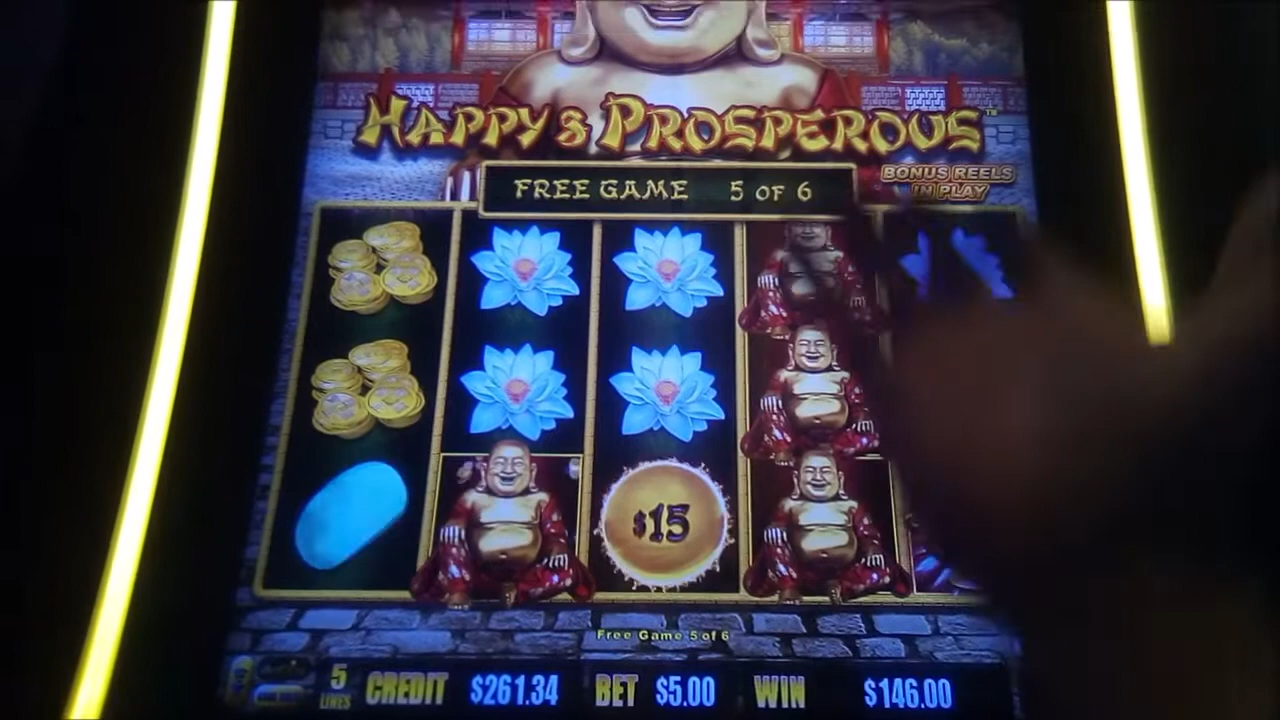 HAPPY & PROSPEROUS™
BONUS REELS
IN PLAY
FREE GAME 5 OF 6
$15
Free Game 5 of 6
5
LINES
CREDIT $261.34 BET $5.00 WIN $146.00